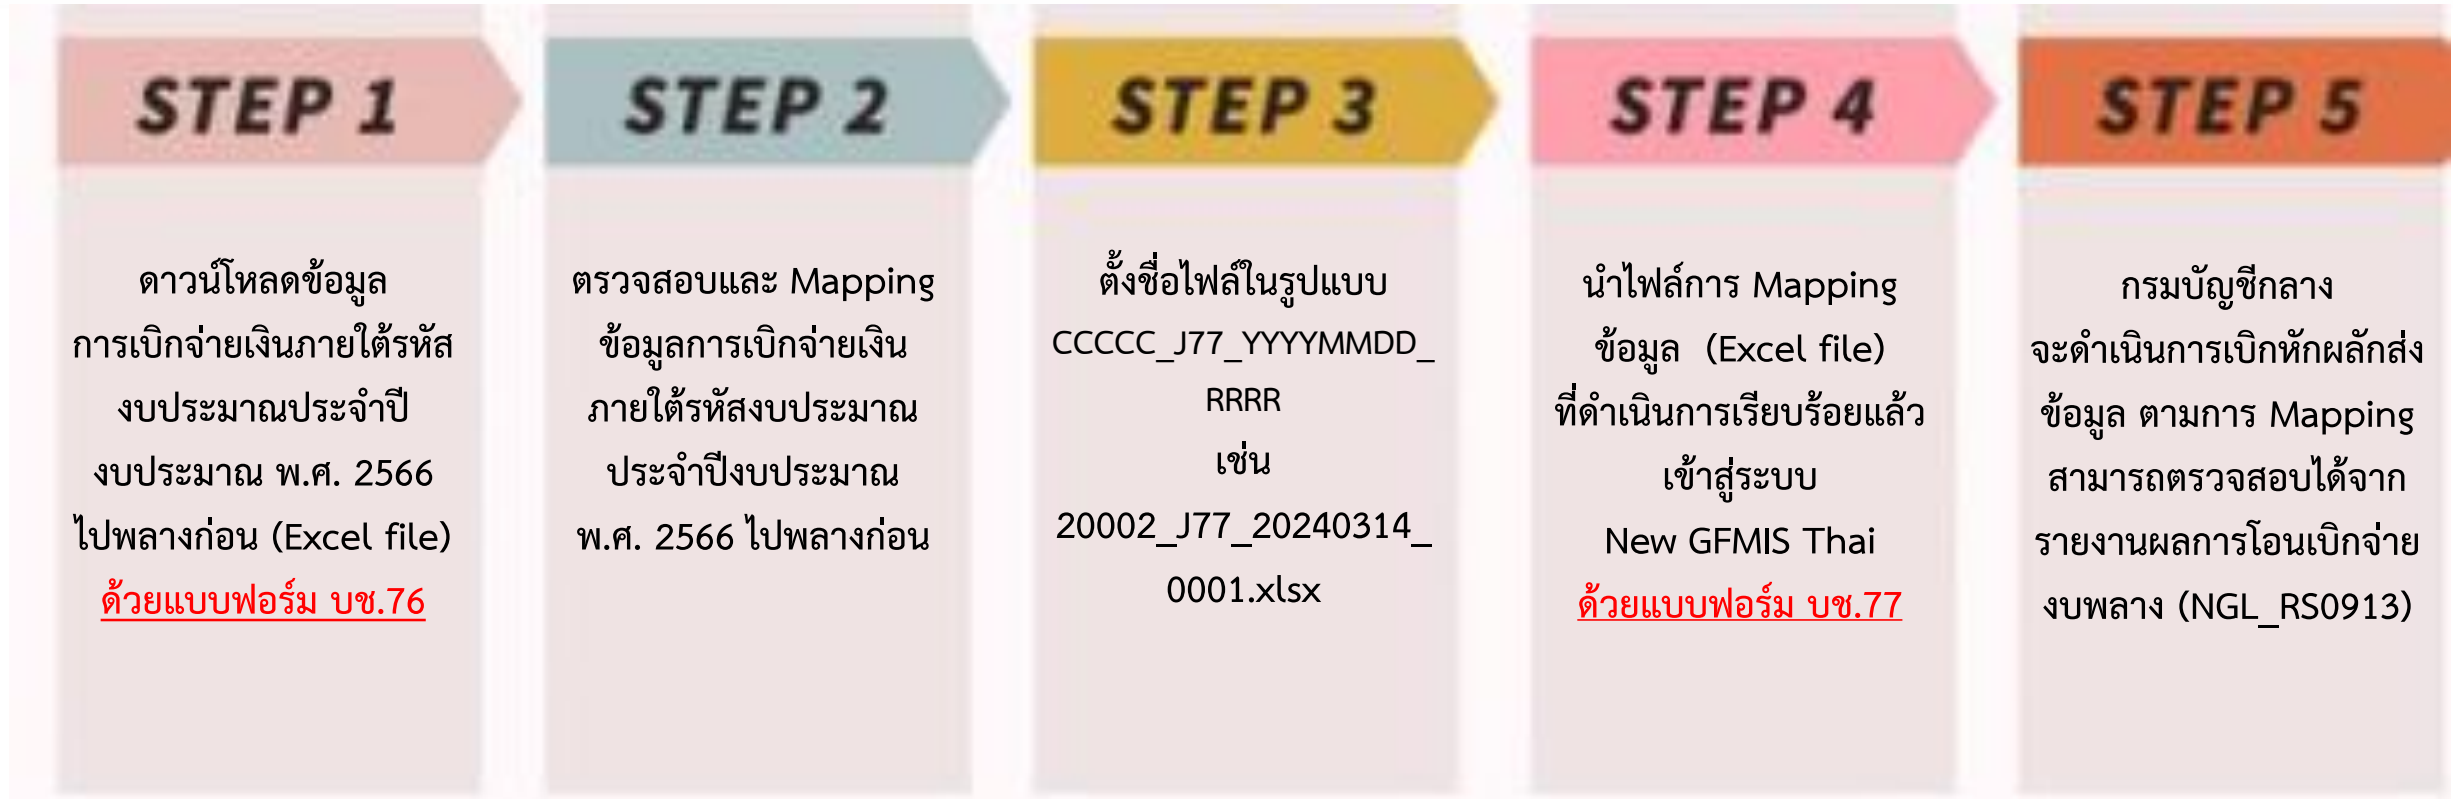 STEP 1
ดาวน์โหลดข้อมูล
การเบิกจ่ายเงินภายใต้รหัส
งบประมาณประจำปี
งบประมาณ พ.ศ. 2566
ไปพลางก่อน (Excel file)
ด้วยแบบฟอร์ม บช.76
STEP 2
ตรวจสอบและ Mapping
ข้อมูลการเบิกจ่ายเงิน
ภายใต้รหัสงบประมาณ
ประจำปีงบประมาณ
พ.ศ. 2566 ไปพลางก่อน
STEP 3
ตั้งชื่อไฟล์ในรูปแบบ
CCCCC_J77_YYYYMMDD_
RRRR
เช่น
20002_J77_20240314_
0001.xlsx
STEP 4
นำไฟล์การ Mapping
ข้อมูล (Excel file)
ที่ดำเนินการเรียบร้อยแล้ว
เข้าสู่ระบบ
New GFMIS Thai
ด้วยแบบฟอร์ม บช.77
STEP 5
กรมบัญชีกลาง
จะดำเนินการเบิกหักผลักส่ง
ข้อมูล ตามการ Mapping
สามารถตรวจสอบได้จาก
รายงานผลการโอนเบิกจ่าย
งบพลาง (NGL_RS0913)